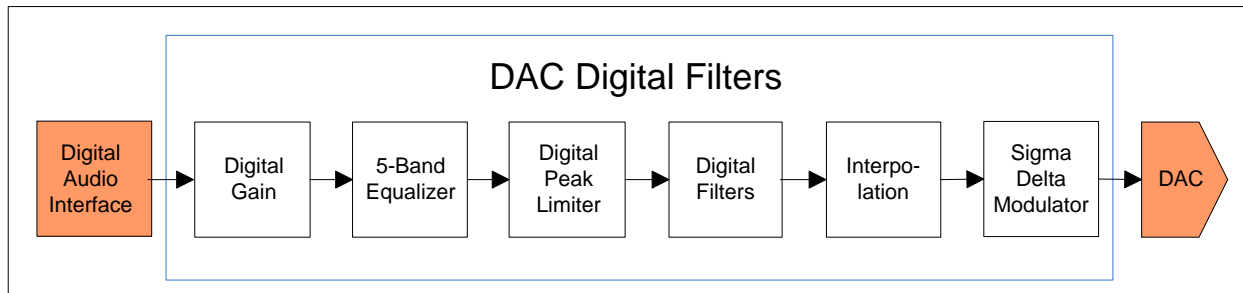 DAC Digital Filters
Digital
Audio
Interface
Digital
Gain
5-Band
Equalizer
Digital
Peak
Limiter
Digital
Filters
Interpo-
lation
Sigma
Delta
Modulator
DAC